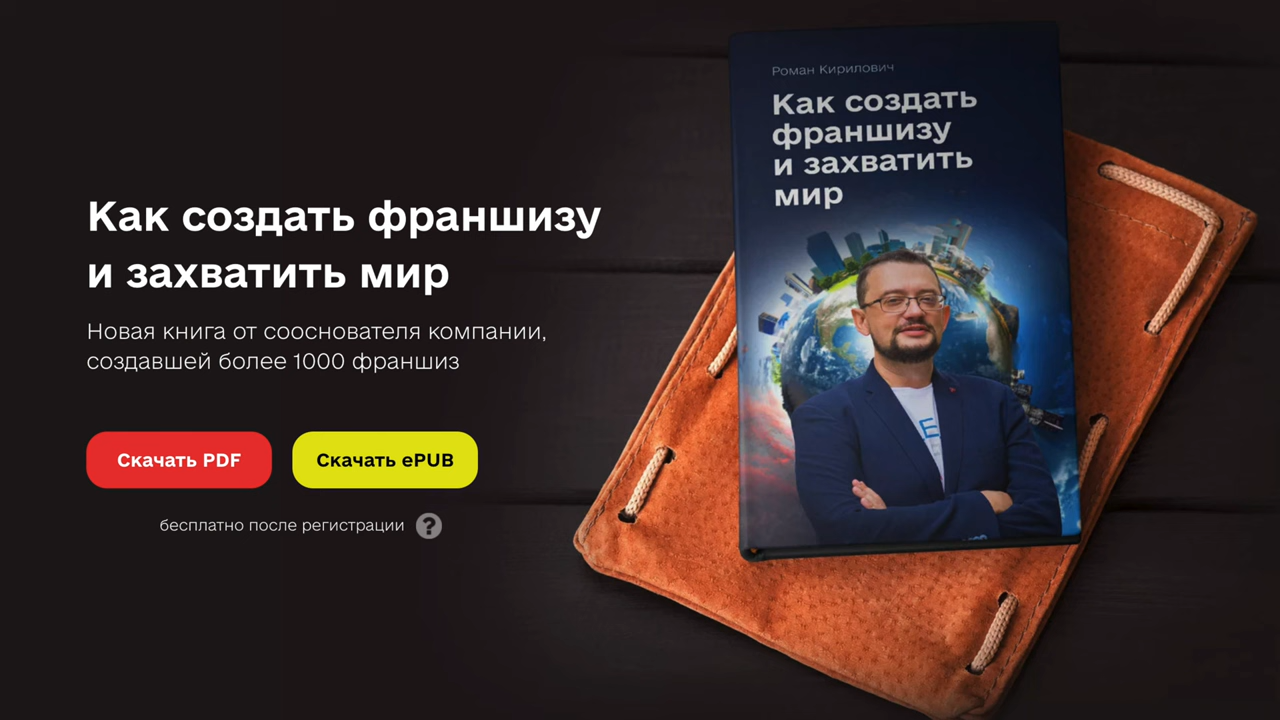 Как создать франшизу
и захватить мир
Новая книга от сооснователя компании,
создавшей более 1000 франшиз
Скачать PDF
Скачать ePUB
бесплатно после регистрации
?
Роман Кирилович
Как создать
франшизу
и захватить
мир